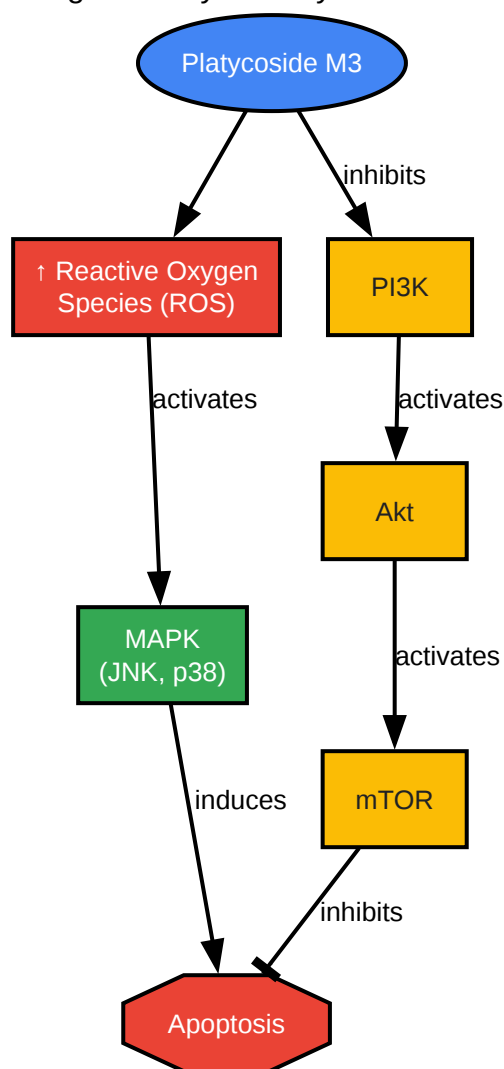 Platycoside M3
inhibits
↑ Reactive Oxygen
Species (ROS)
PI3K
activates
activates
Akt
MAPK
(JNK, p38)
activates
induces
mTOR
inhibits
Apoptosis